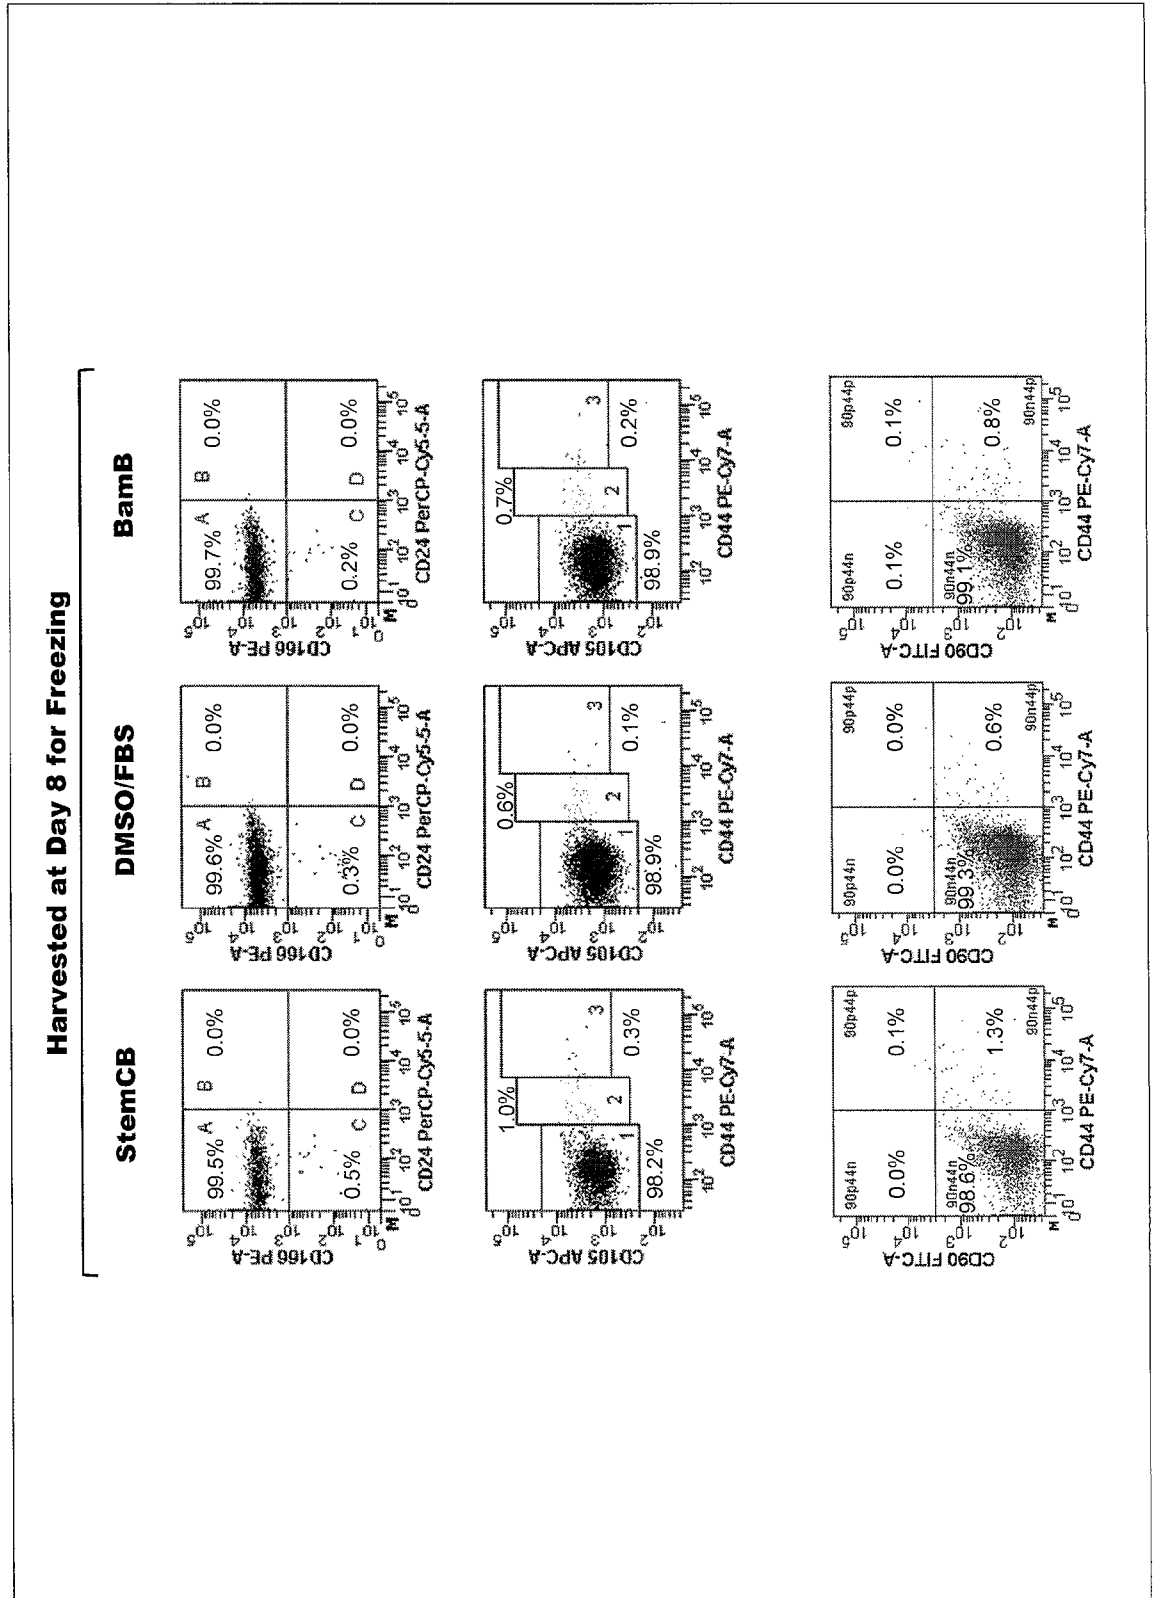 Harvested at Day 8 for Freezing
StemCB
DMSO/FBS
BamB
99.5% A
B
0.0%
0.5% C
D
0.0%
CD166 PE-A
CD24 PerCP-Cy5-5-A
99.6% A
B
0.0%
0.3% C
D
0.0%
CD166 PE-A
CD24 PerCP-Cy5-5-A
99.7% A
B
0.0%
0.2% C
D
0.0%
CD166 PE-A
CD24 PerCP-Cy5-5-A
1.0%
1
2
3
98.2%
0.3%
CD105 APC-A
CD44 PE-Cy7-A
0.6%
1
2
3
98.9%
0.1%
CD105 APC-A
CD44 PE-Cy7-A
0.7%
1
2
3
98.9%
0.2%
CD105 APC-A
CD44 PE-Cy7-A
90p44n
90p44p
0.0%
0.1%
90n44n
98.6%
1.3%
90n44p
CD90 FITC-A
CD44 PE-Cy7-A
90p44n
90p44p
0.0%
0.0%
90n44n
99.3%
0.6%
90n44p
CD90 FITC-A
CD44 PE-Cy7-A
90p44n
90p44p
0.1%
0.1%
90n44n
99.1%
0.8%
90n44p
CD90 FITC-A
CD44 PE-Cy7-A